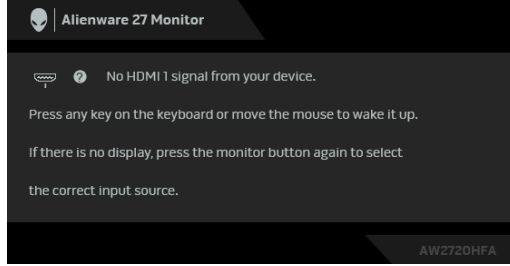 Alienware 27 Monitor
No HDMI 1 signal from your device.
Press any key on the keyboard or move the mouse to wake it up.
If there is no display, press the monitor button again to select
the correct input source.
AW2720HFA